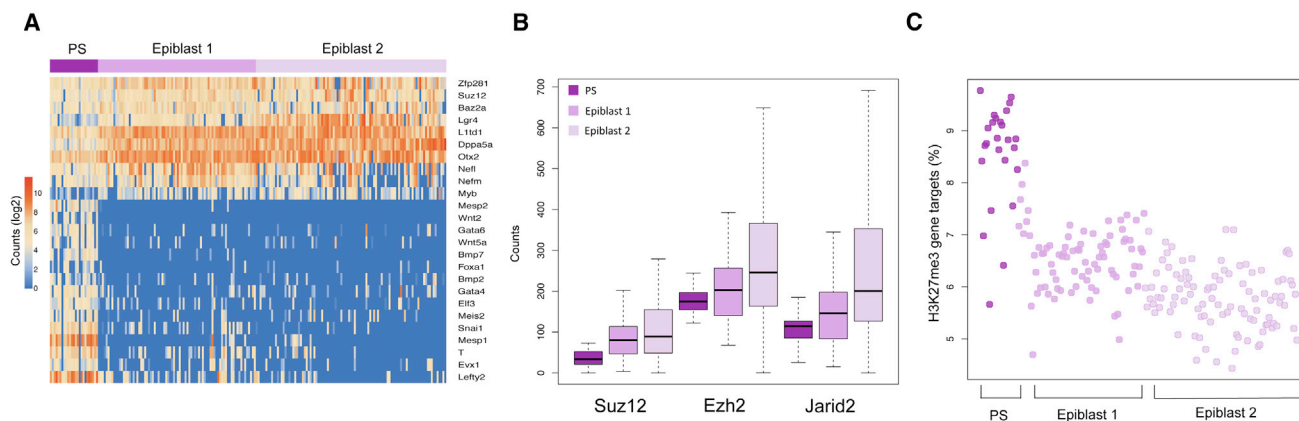 A
PS
Epiblast 1
Epiblast 2
Zfp281
Suz12
Baz2a
Lgr4
L1td1
Dppa5a
Otx2
Nefl
Nefm
Myb
Mesp2
Wnt2
Gata6
Wnt5a
Bmp7
Foxa1
Bmp2
Gata4
Elf3
Meis2
Snai1
Mesp1
T
Evx1
Lefty2
Counts (log2)
10
8
6
4
2
0
B
PS
Epiblast 1
Epiblast 2
Counts
700
600
500
400
300
200
100
0
Suz12
Ezh2
Jarid2
C
H3K27me3 gene targets (%)
9
8
7
6
5
PS
Epiblast 1
Epiblast 2